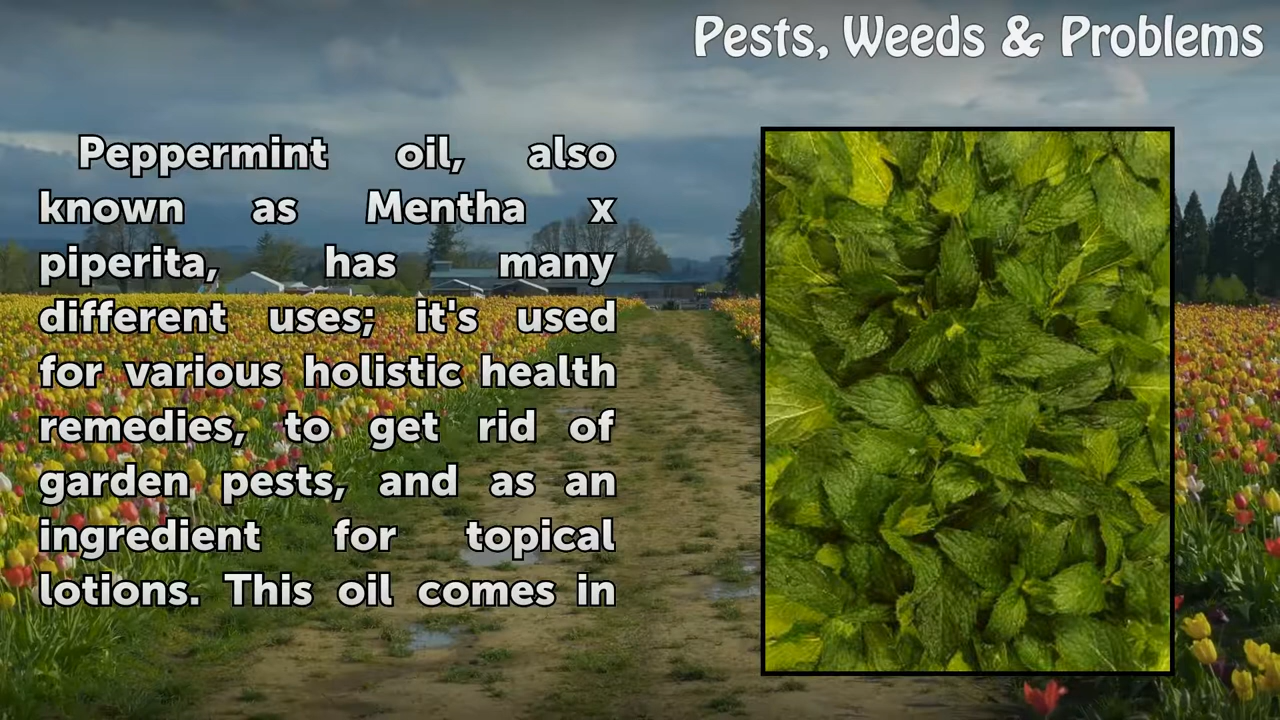 Pests, Weeds & Problems
Peppermint oil, also
known as Mentha x
piperita, has many
different uses; it's used
for various holistic health
remedies, to get rid of
garden pests, and as an
ingredient for topical
lotions. This oil comes in